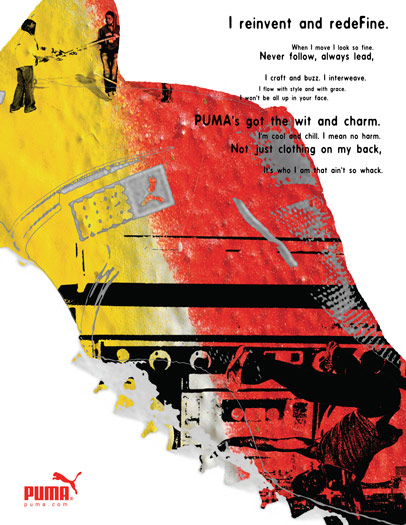 I reinvent and redeFine.
When I move I look so fine.
Never follow, always lead,
I craft and buzz. I interweave.
I flow with style and with grace.
I won't be all up in your face.
PUMA's got the wit and charm.
I'm cool and chill. I mean no harm.
Not just clothing on my back,
It's who I am that ain't so whack.
PUMA®
puma.com